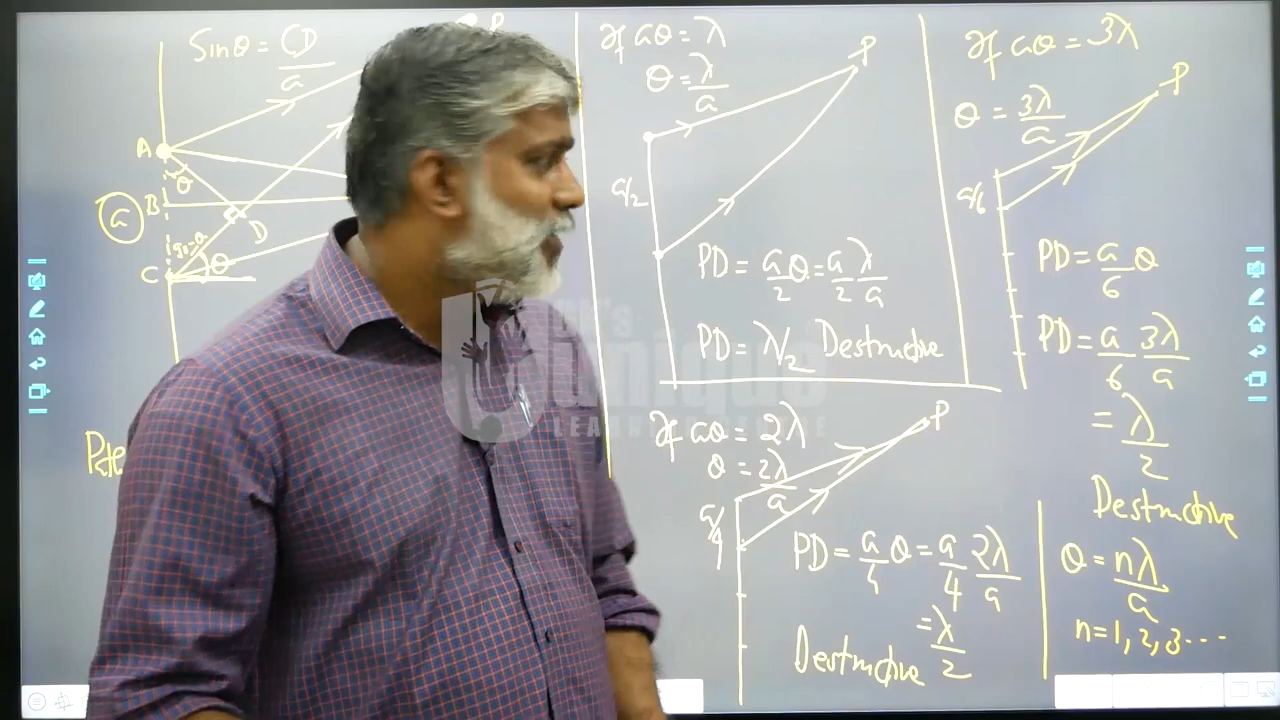 Sinθ = CD/a
A
θ
a
B
D
90-θ
θ
C
If aθ = λ
θ = λ/a
P
a/2
PD = a/2 θ = a/2 λ/a
PD = λ/2 Destructive
If aθ = 2λ
θ = 2λ/a
P
a/4
PD = a/4 θ = a/4 2λ/a
= λ/2
Destructive
If aθ = 3λ
θ = 3λ/a
P
a/6
PD = a/6 θ
PD = a/6 3λ/a
= λ/2
Destructive
θ = nλ/a
n = 1, 2, 3 ---
Unique